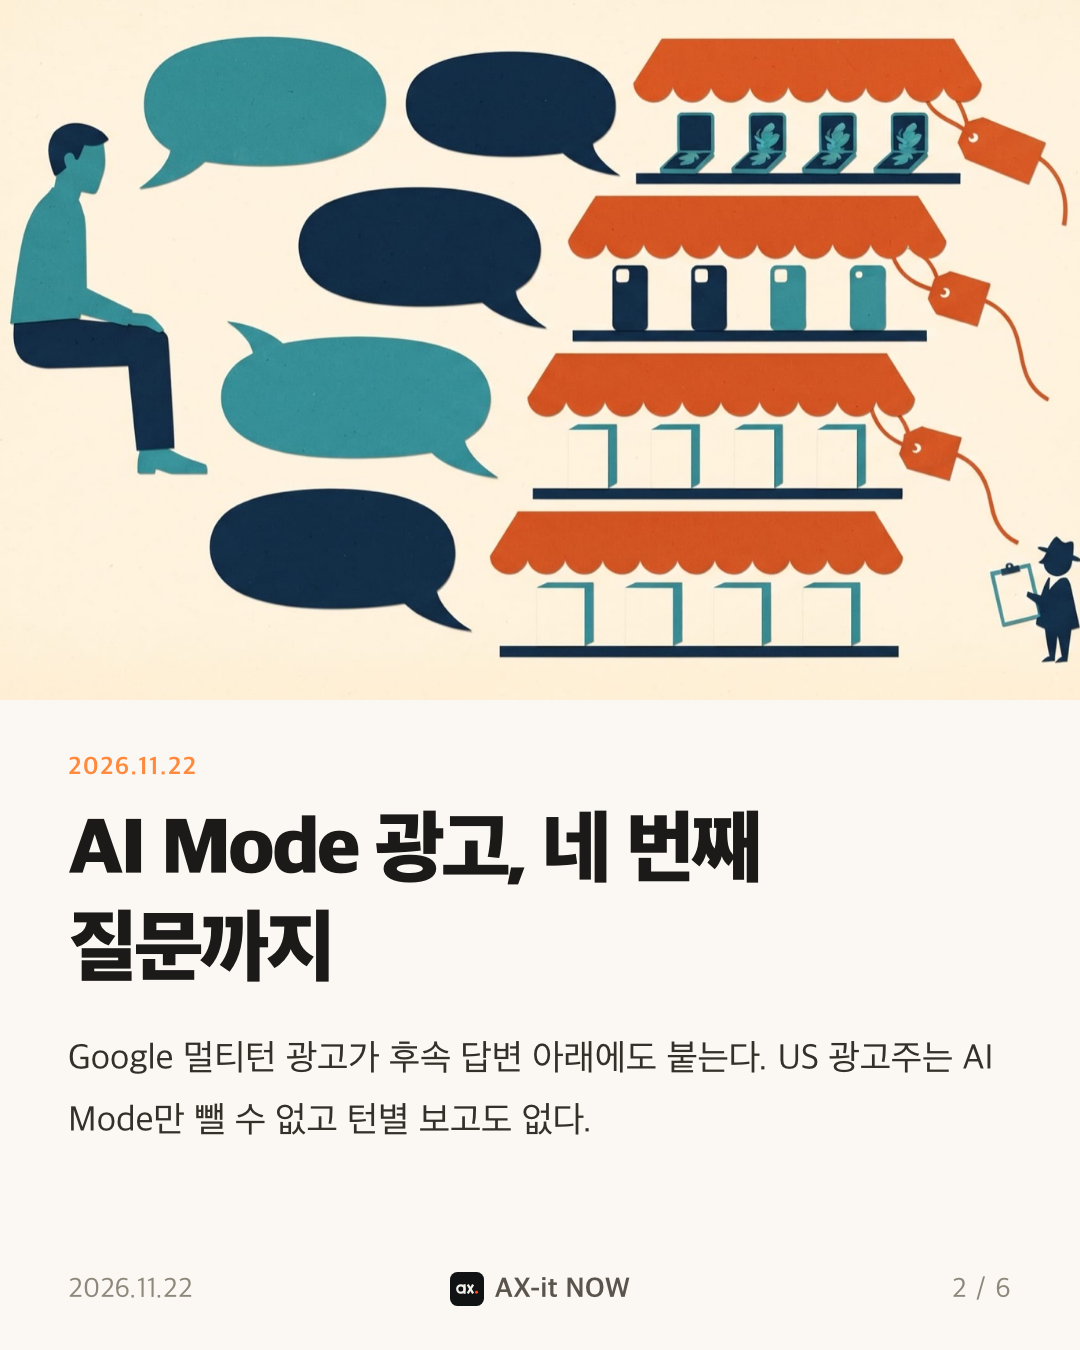 2026.11.22
AI Mode 광고, 네 번째
질문까지
Google 멀티턴 광고가 후속 답변 아래에도 붙는다. US 광고주는 AI
Mode만 뺄 수 없고 턴별 보고도 없다.
2026.11.22
ax.
AX-it NOW
2 / 6